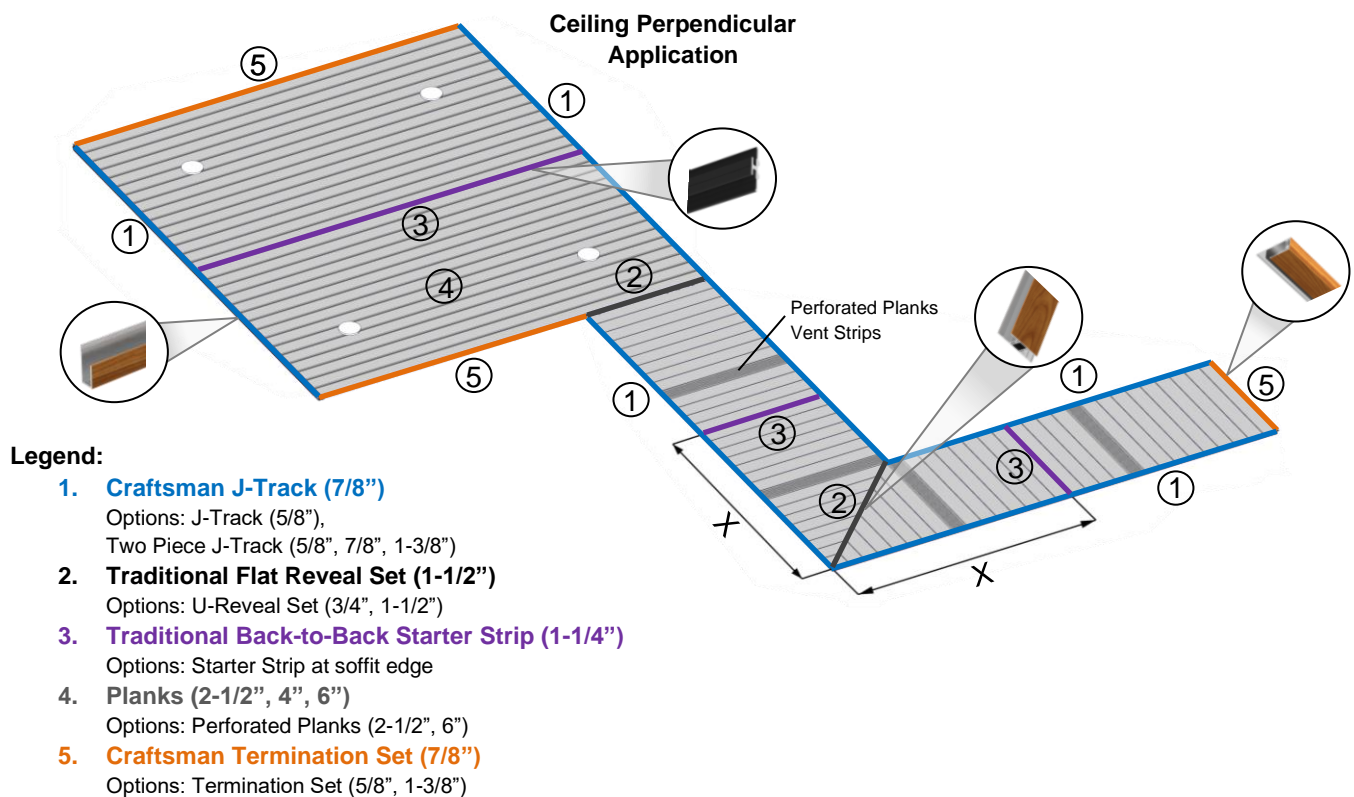 Ceiling Perpendicular
Application
5
1
1
3
4
2
5
Perforated Planks
Vent Strips
1
3
2
1
3
5
1
X
X
Legend:
1. Craftsman J-Track (7/8”)
Options: J-Track (5/8”),
Two Piece J-Track (5/8”, 7/8”, 1-3/8”)
2. Traditional Flat Reveal Set (1-1/2”)
Options: U-Reveal Set (3/4”, 1-1/2”)
3. Traditional Back-to-Back Starter Strip (1-1/4”)
Options: Starter Strip at soffit edge
4. Planks (2-1/2”, 4”, 6”)
Options: Perforated Planks (2-1/2”, 6”)
5. Craftsman Termination Set (7/8”)
Options: Termination Set (5/8”, 1-3/8”)